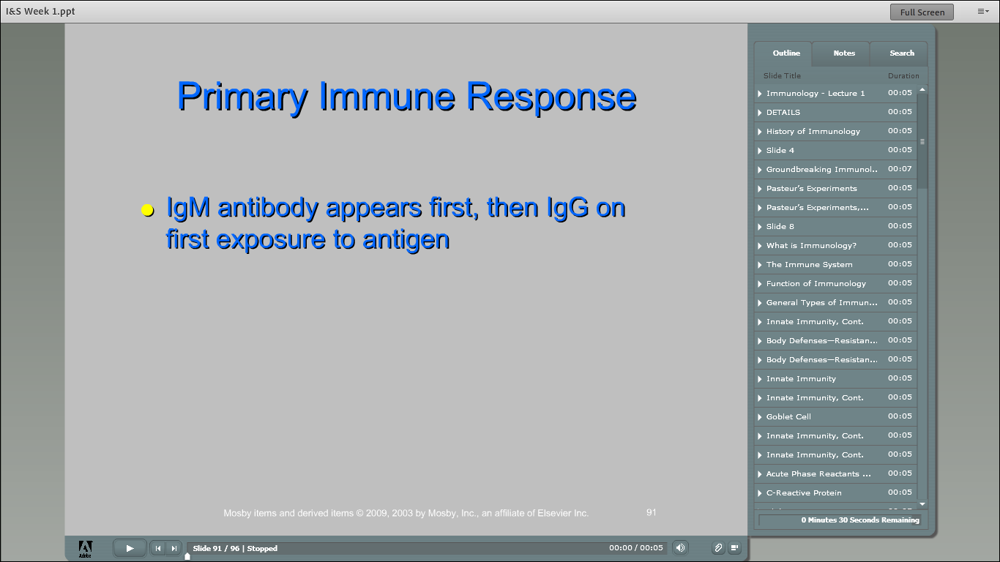 I&S Week 1.ppt
Full Screen
Primary Immune Response
IgM antibody appears first, then IgG on
first exposure to antigen
Mosby items and derived items © 2009, 2003 by Mosby, Inc., an affiliate of Elsevier Inc.
91
Outline Notes Search
Slide Title Duration
Immunology - Lecture 1 00:05
DETAILS 00:05
History of Immunology 00:05
Slide 4 00:05
Groundbreaking Immunol.. 00:07
Pasteur's Experiments 00:05
Pasteur's Experiments,... 00:05
Slide 8 00:05
What is Immunology? 00:05
The Immune System 00:05
Function of Immunology 00:05
General Types of Immun... 00:05
Innate Immunity, Cont. 00:05
Body Defenses—Resistan... 00:05
Body Defenses—Resistan... 00:05
Innate Immunity 00:05
Innate Immunity, Cont. 00:05
Goblet Cell 00:05
Innate Immunity, Cont. 00:05
Innate Immunity, Cont. 00:05
Acute Phase Reactants ... 00:05
C-Reactive Protein 00:05
0 Minutes 30 Seconds Remaining
Adobe
Slide 91 / 96 | Stopped
00:00 / 00:05